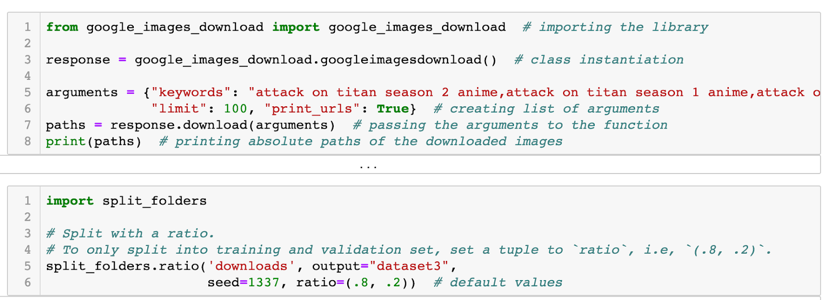 1 from google_images_download import google_images_download  # importing the library
2
3 response = google_images_download.googleimagesdownload()  # class instantiation
4
5 arguments = {"keywords": "attack on titan season 2 anime,attack on titan season 1 anime,attack o
6              "limit": 100, "print_urls": True}  # creating list of arguments
7 paths = response.download(arguments)  # passing the arguments to the function
8 print(paths)  # printing absolute paths of the downloaded images
...
1 import split_folders
2
3 # Split with a ratio.
4 # To only split into training and validation set, set a tuple to `ratio`, i.e, `(.8, .2)`.
5 split_folders.ratio('downloads', output="dataset3",
6                     seed=1337, ratio=(.8, .2))  # default values